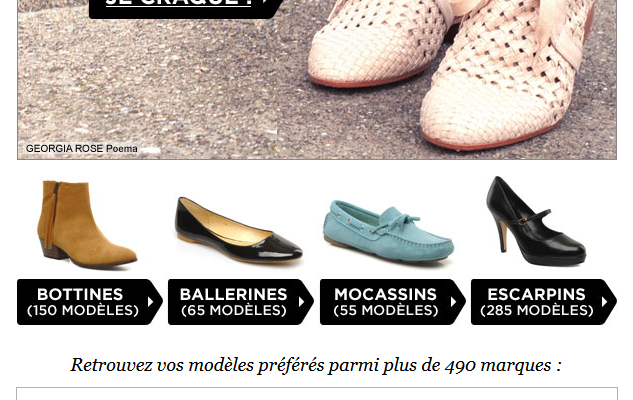 JE CRAQUE !
GEORGIA ROSE Poema
BOTTINES
(150 MODÈLES)
BALLERINES
(65 MODÈLES)
MOCASSINS
(55 MODÈLES)
ESCARPINS
(285 MODÈLES)
Retrouvez vos modèles préférés parmi plus de 490 marques :